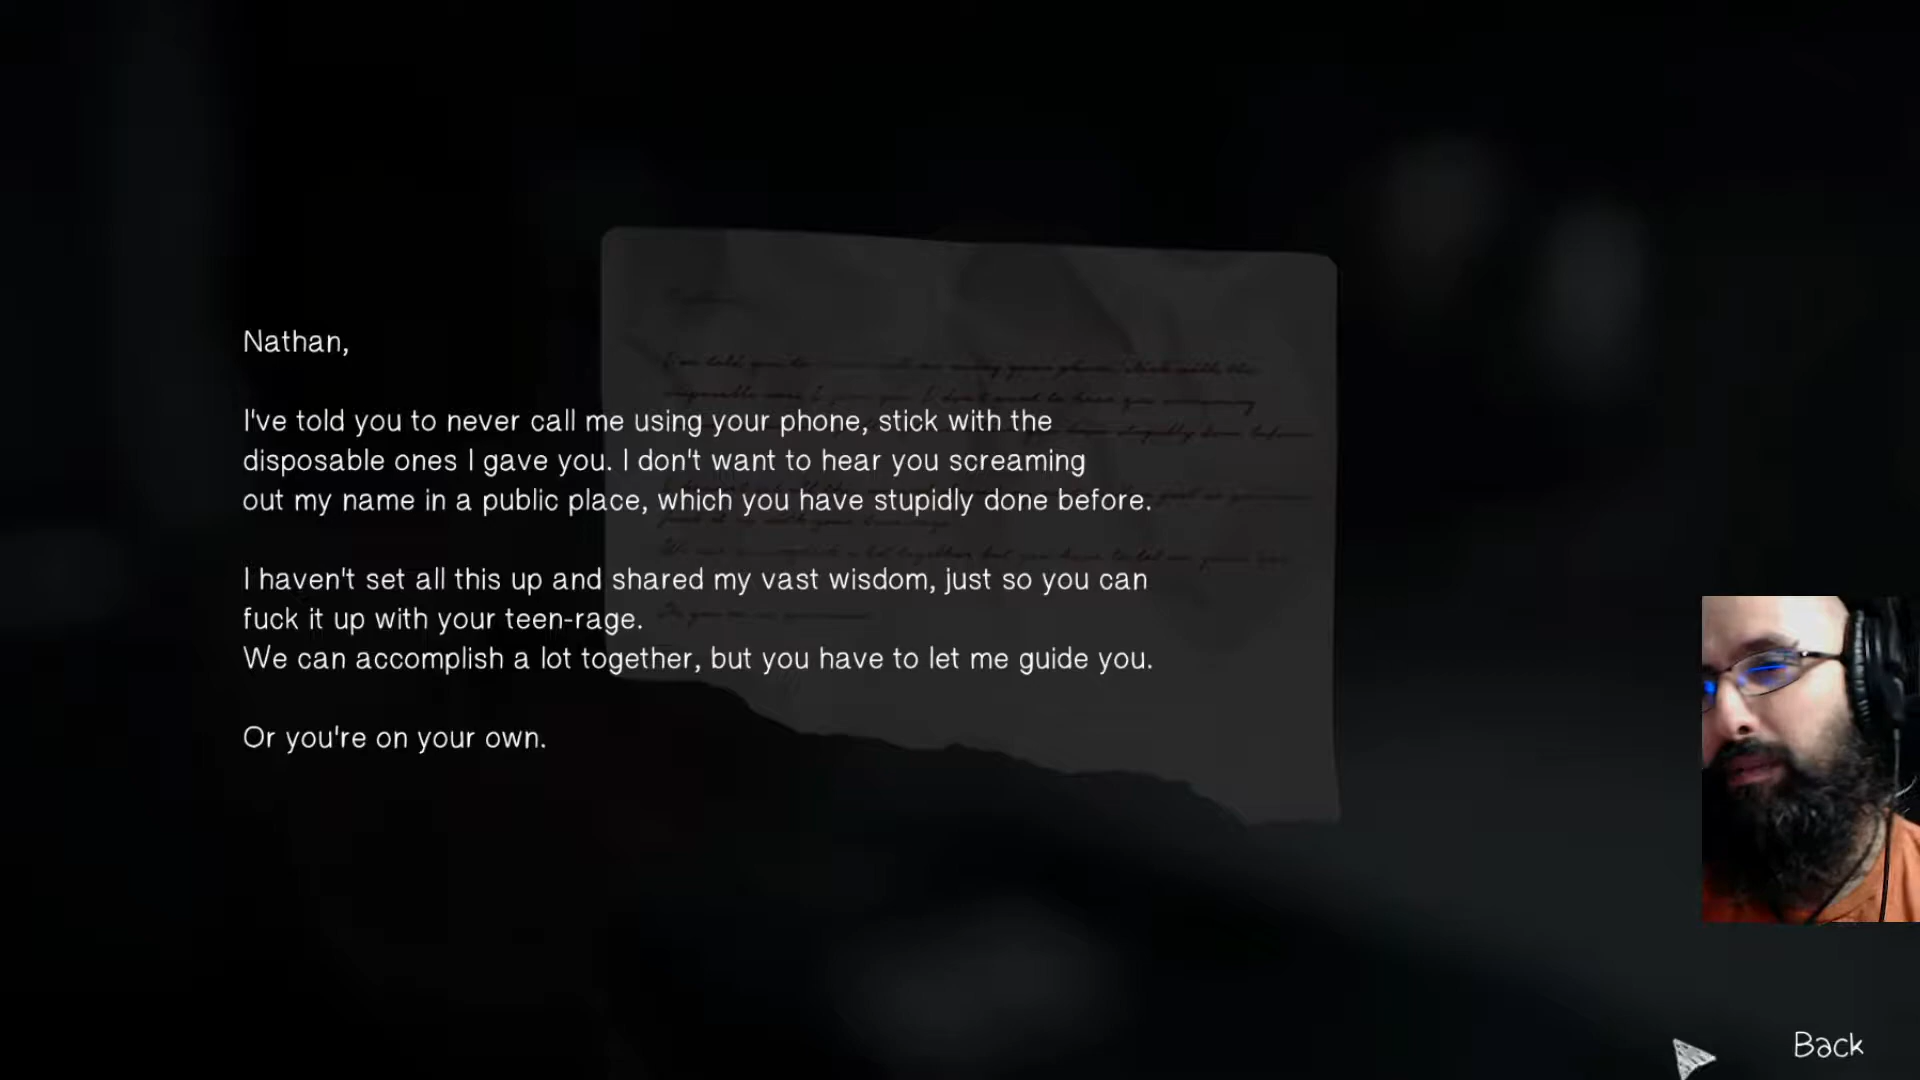 Nathan,
I've told you to never call me using your phone, stick with the
disposable ones I gave you. I don't want to hear you screaming
out my name in a public place, which you have stupidly done before.
I haven't set all this up and shared my vast wisdom, just so you can
fuck it up with your teen-rage.
We can accomplish a lot together, but you have to let me guide you.
Or you're on your own.
Back